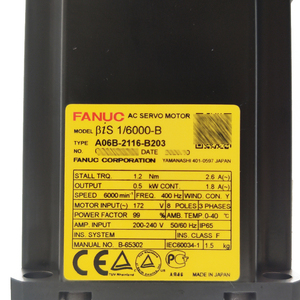 FANUC AC SERVO MOTOR
MODEL βiS 1/6000-B
TYPE A06B-2116-B203
NO.
DATE
FANUC CORPORATION YAMANASHI 401-0597 JAPAN
STALL TRQ. 1.2 Nm 2.6 A(~)
OUTPUT 0.5 kW CONT. 1.8 A(~)
SPEED 6000 min⁻¹ FREQ. 400 Hz WIND. CON. Y
MOTOR INPUT(~) 172 V 8 POLES 3 PHASES
POWER FACTOR 99 % AMB. TEMP. 0-40 °C
AMP. INPUT 200-240 V 50/60 Hz IP65
INS. SYSTEM INS. CLASS F
MANUAL NO. B-65302 IEC60034-1 1.5 kg